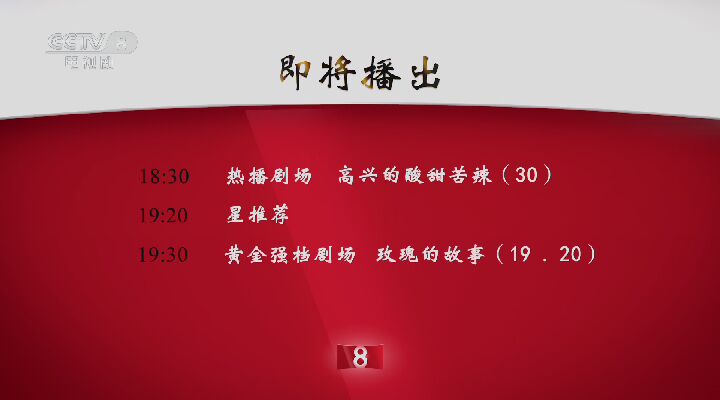 CCTV 8
电视剧
即将播出
18:30 热播剧场 高兴的酸甜苦辣（30）
19:20 星推荐
19:30 黄金强档剧场 玫瑰的故事（19．20）
8